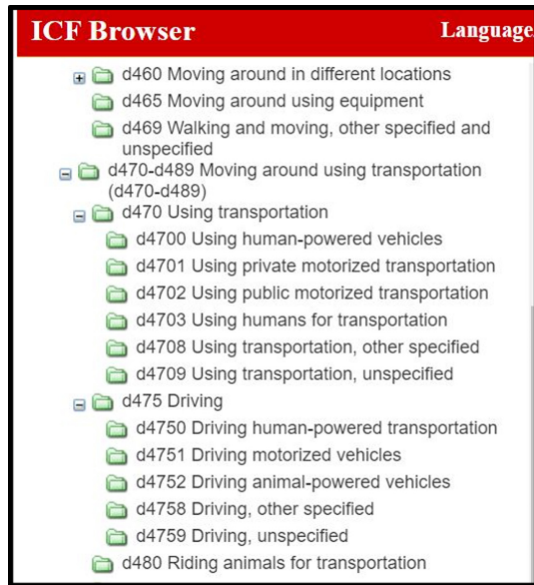 ICF Browser Language
d460 Moving around in different locations
d465 Moving around using equipment
d469 Walking and moving, other specified and
unspecified
d470-d489 Moving around using transportation
(d470-d489)
d470 Using transportation
d4700 Using human-powered vehicles
d4701 Using private motorized transportation
d4702 Using public motorized transportation
d4703 Using humans for transportation
d4708 Using transportation, other specified
d4709 Using transportation, unspecified
d475 Driving
d4750 Driving human-powered transportation
d4751 Driving motorized vehicles
d4752 Driving animal-powered vehicles
d4758 Driving, other specified
d4759 Driving, unspecified
d480 Riding animals for transportation